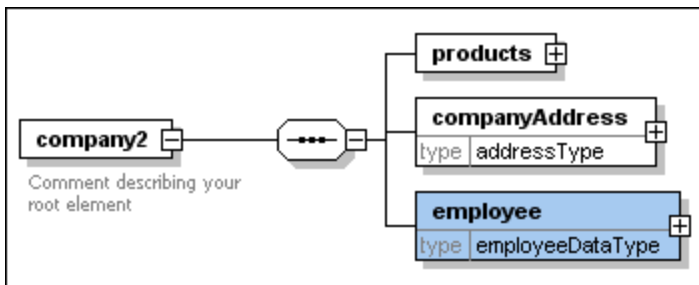 products
companyAddress
type addressType
company2
Comment describing your
root element
employee
type employeeDataType